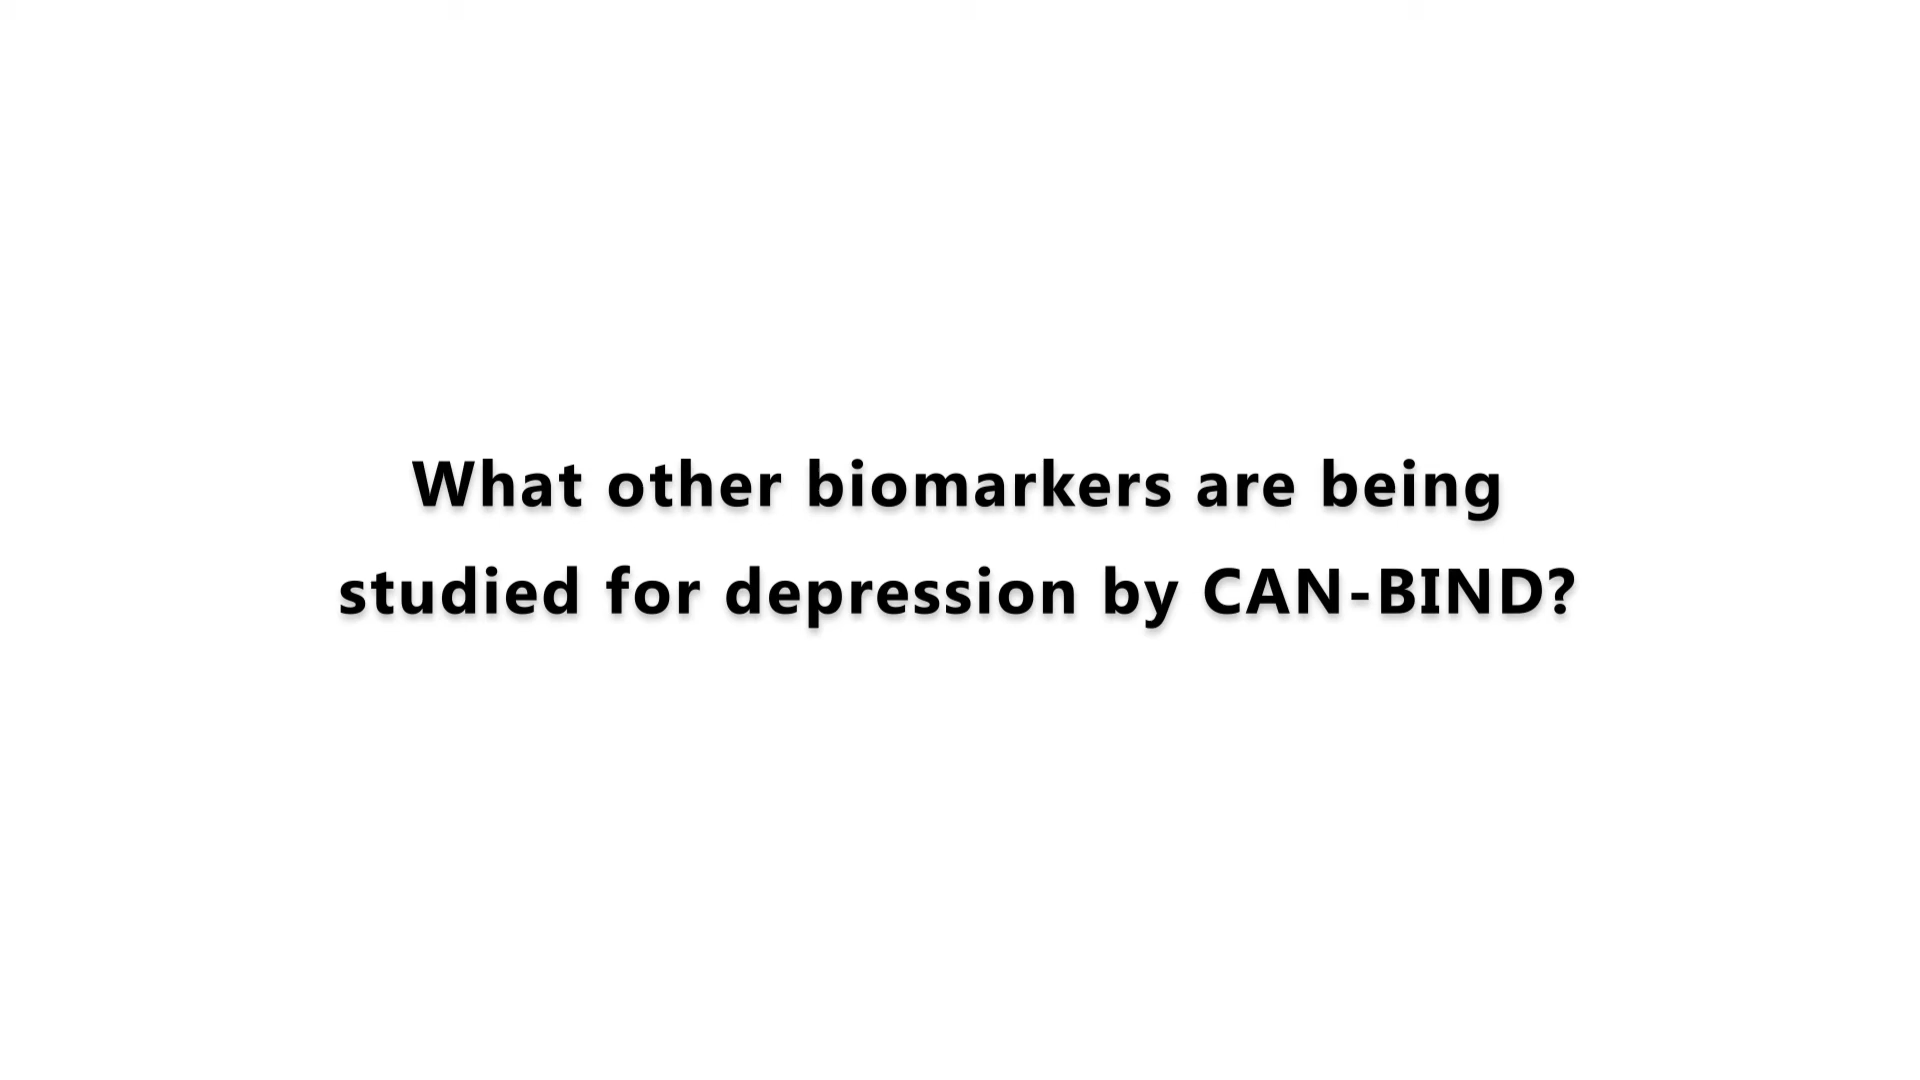 What other biomarkers are being
studied for depression by CAN-BIND?